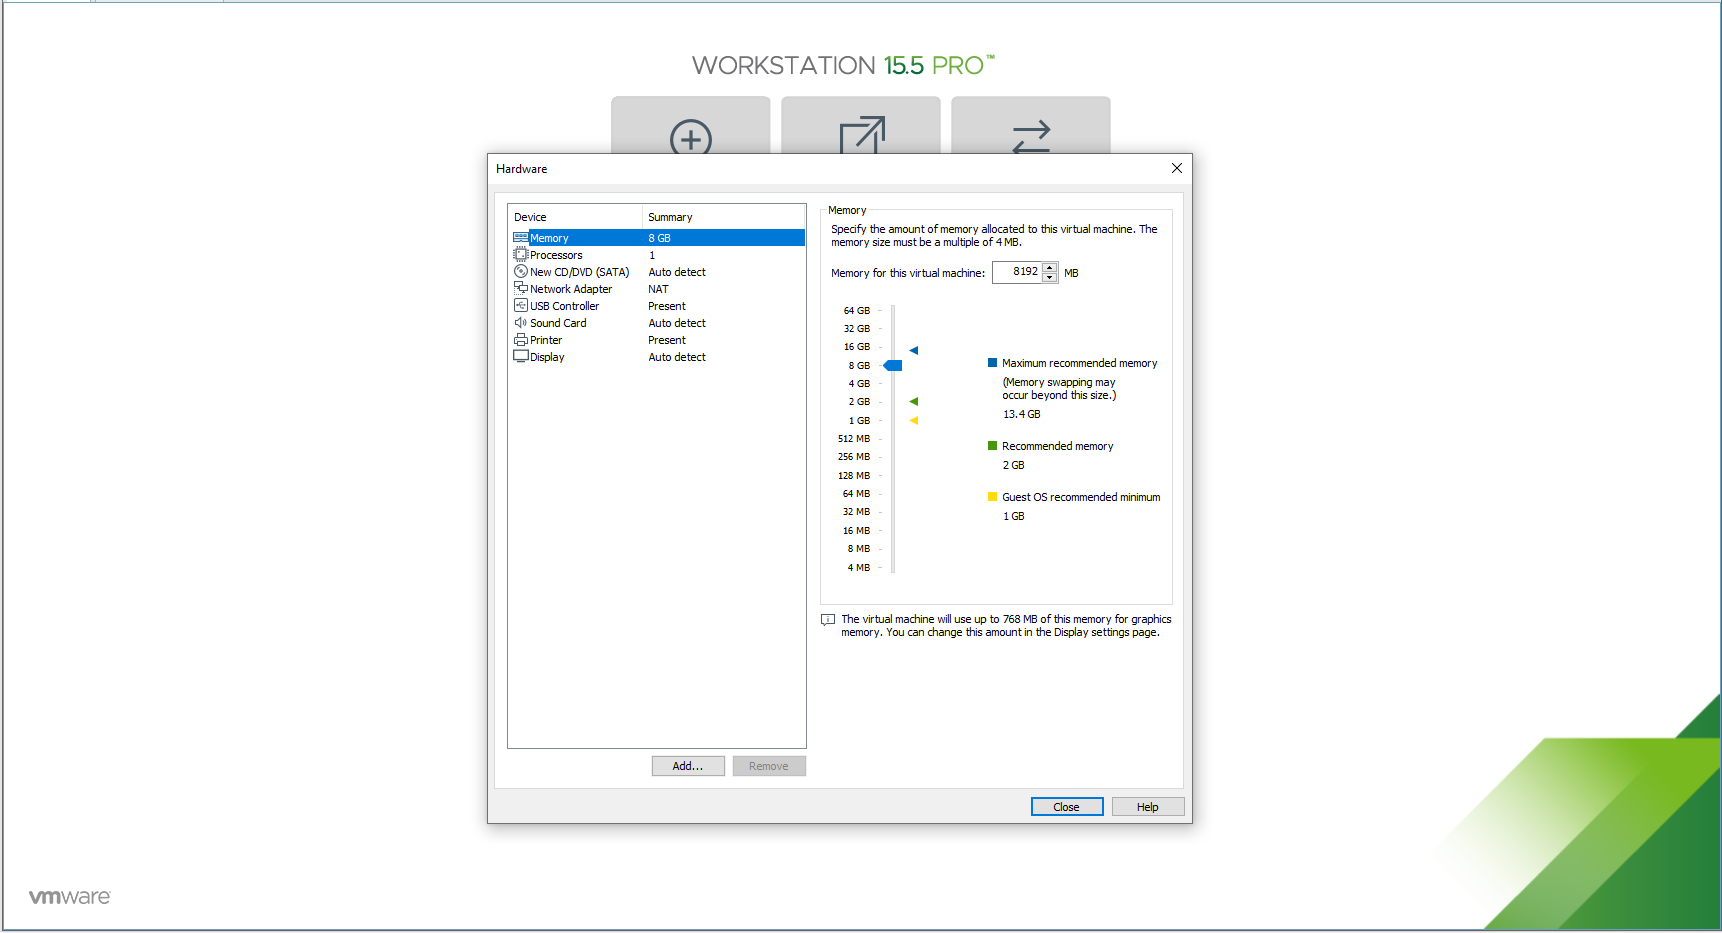 WORKSTATION 15.5 PRO™
Hardware
Device Summary
Memory 8 GB
Processors 1
New CD/DVD (SATA) Auto detect
Network Adapter NAT
USB Controller Present
Sound Card Auto detect
Printer Present
Display Auto detect
Add...
Remove
Memory
Specify the amount of memory allocated to this virtual machine. The
memory size must be a multiple of 4 MB.
Memory for this virtual machine: 8192 MB
64 GB
32 GB
16 GB
8 GB
4 GB
2 GB
1 GB
512 MB
256 MB
128 MB
64 MB
32 MB
16 MB
8 MB
4 MB
Maximum recommended memory
(Memory swapping may
occur beyond this size.)
13.4 GB
Recommended memory
2 GB
Guest OS recommended minimum
1 GB
The virtual machine will use up to 768 MB of this memory for graphics
memory. You can change this amount in the Display settings page.
Close
Help
vmware